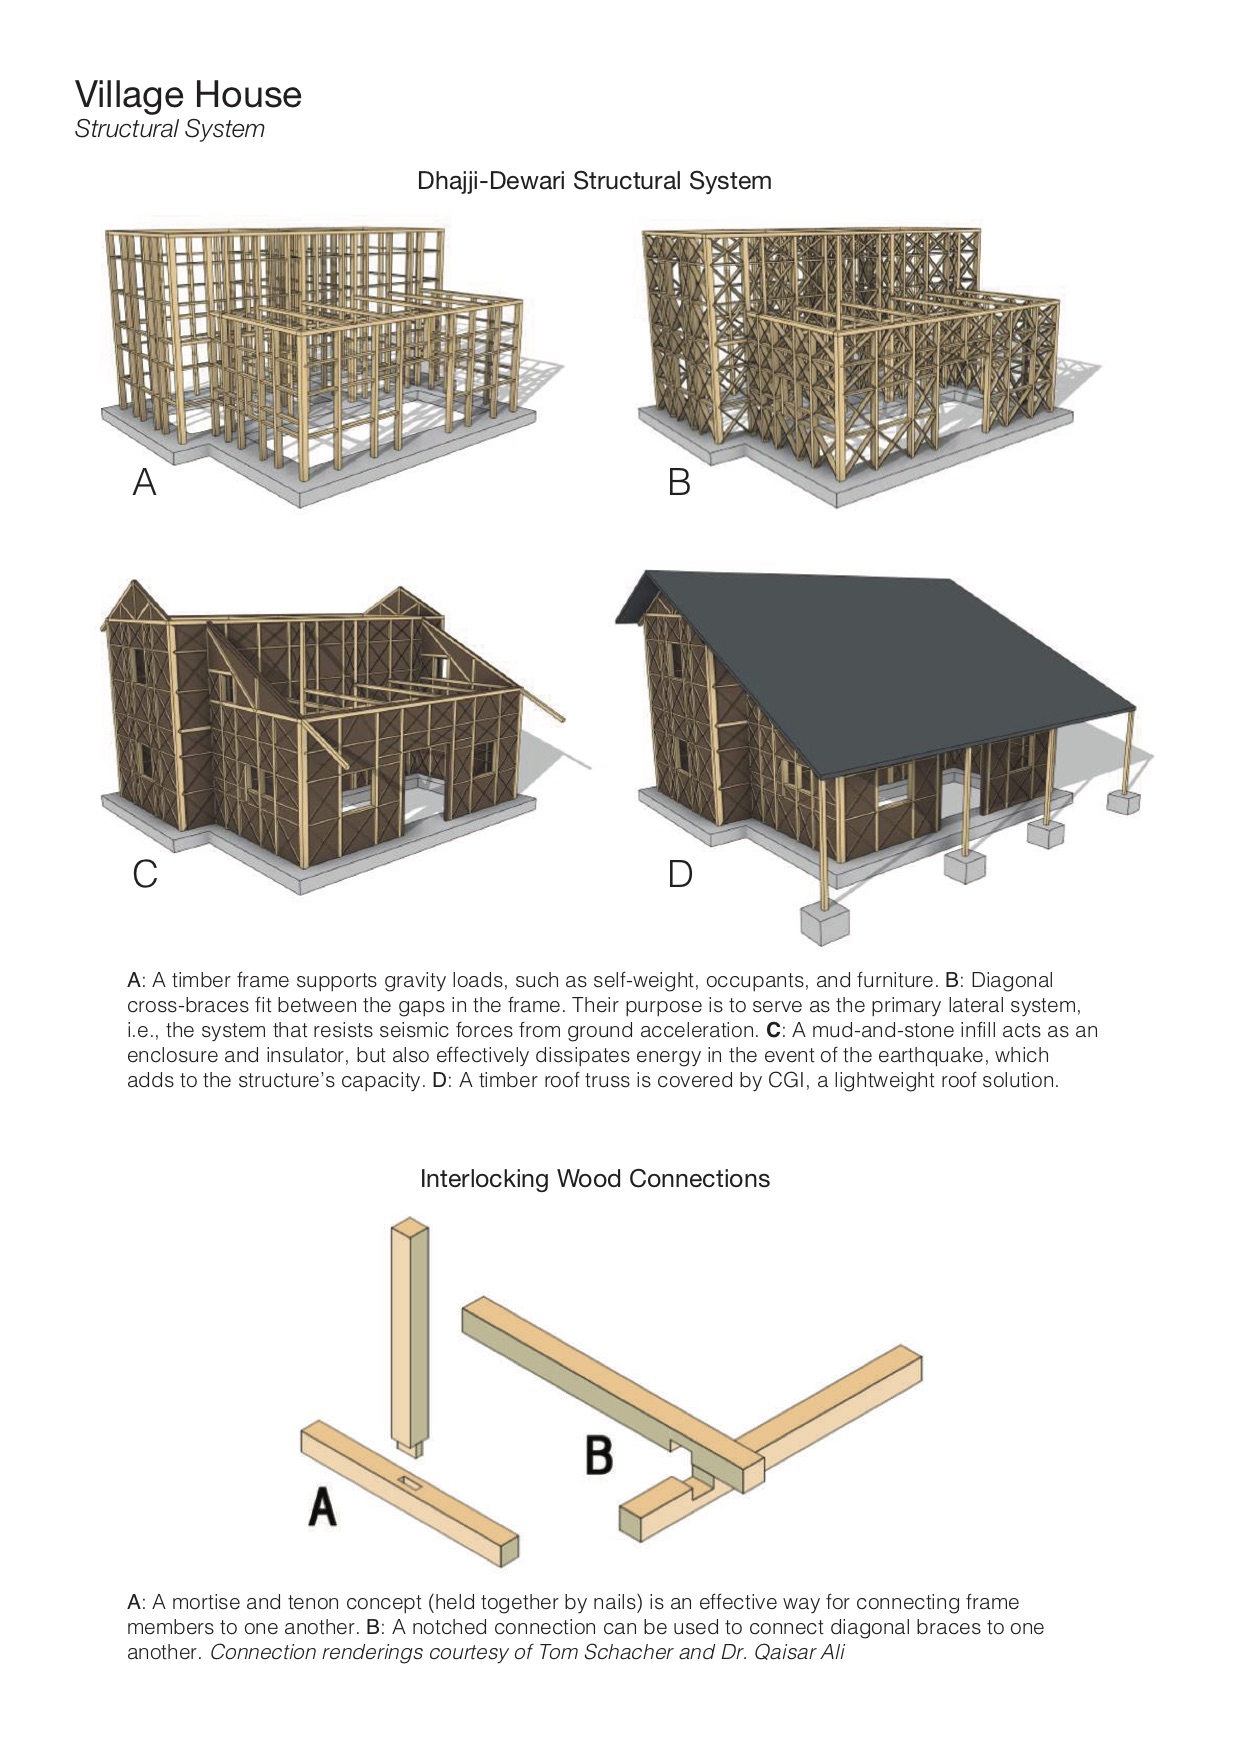 Village House
Structural System
Dhajji-Dewari Structural System
A
B
C
D
A: A timber frame supports gravity loads, such as self-weight, occupants, and furniture. B: Diagonal
cross-braces fit between the gaps in the frame. Their purpose is to serve as the primary lateral system,
i.e., the system that resists seismic forces from ground acceleration. C: A mud-and-stone infill acts as an
enclosure and insulator, but also effectively dissipates energy in the event of the earthquake, which
adds to the structure's capacity. D: A timber roof truss is covered by CGI, a lightweight roof solution.
Interlocking Wood Connections
A
B
A: A mortise and tenon concept (held together by nails) is an effective way for connecting frame
members to one another. B: A notched connection can be used to connect diagonal braces to one
another. Connection renderings courtesy of Tom Schacher and Dr. Qaisar Ali